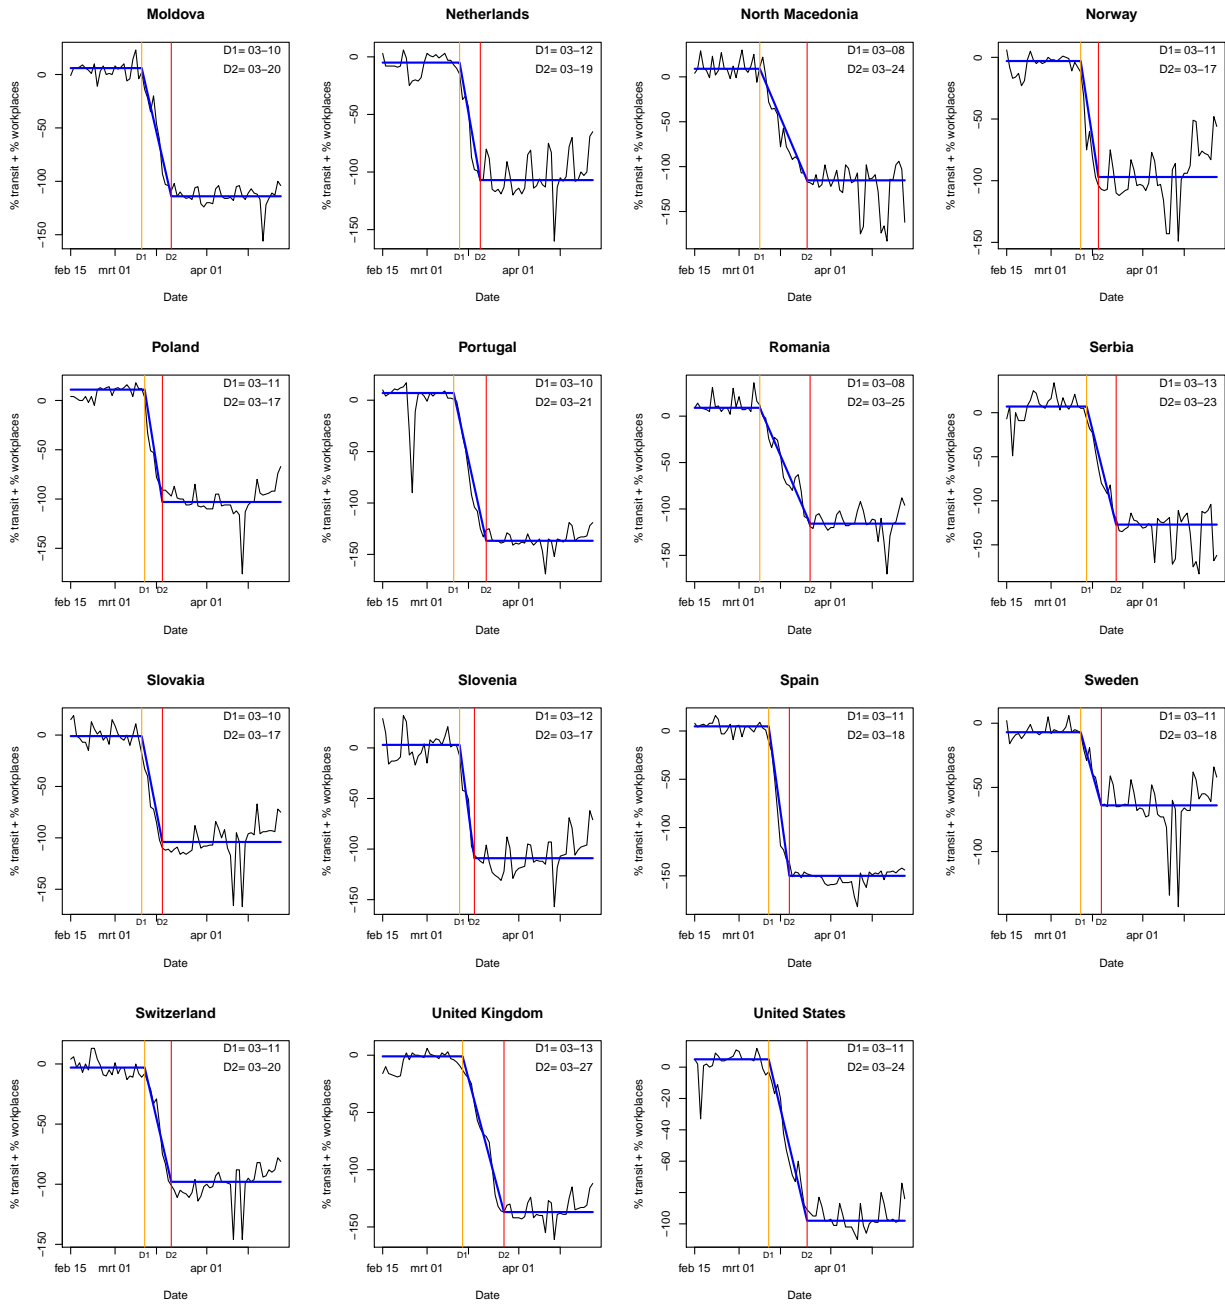 Moldova
D1= 03−10
D2= 03−20
% transit + % workplaces
0
−50
−100
−150
D1
D2
feb 15
mrt 01
apr 01
Date
Netherlands
D1= 03−12
D2= 03−19
% transit + % workplaces
0
−50
−100
−150
D1
D2
feb 15
mrt 01
apr 01
Date
North Macedonia
D1= 03−08
D2= 03−24
% transit + % workplaces
0
−50
−100
−150
D1
D2
feb 15
mrt 01
apr 01
Date
Norway
D1= 03−11
D2= 03−17
% transit + % workplaces
0
−50
−100
−150
D1
D2
feb 15
mrt 01
apr 01
Date
Poland
D1= 03−11
D2= 03−17
% transit + % workplaces
0
−50
−100
−150
D1
D2
feb 15
mrt 01
apr 01
Date
Portugal
D1= 03−10
D2= 03−21
% transit + % workplaces
0
−50
−100
−150
D1
D2
feb 15
mrt 01
apr 01
Date
Romania
D1= 03−08
D2= 03−25
% transit + % workplaces
0
−50
−100
−150
D1
D2
feb 15
mrt 01
apr 01
Date
Serbia
D1= 03−13
D2= 03−23
% transit + % workplaces
0
−50
−100
−150
D1
D2
feb 15
mrt 01
apr 01
Date
Slovakia
D1= 03−10
D2= 03−17
% transit + % workplaces
0
−50
−100
−150
D1
D2
feb 15
mrt 01
apr 01
Date
Slovenia
D1= 03−12
D2= 03−17
% transit + % workplaces
0
−50
−100
−150
D1
D2
feb 15
mrt 01
apr 01
Date
Spain
D1= 03−11
D2= 03−18
% transit + % workplaces
0
−50
−100
−150
D1
D2
feb 15
mrt 01
apr 01
Date
Sweden
D1= 03−11
D2= 03−18
% transit + % workplaces
0
−50
−100
D1
D2
feb 15
mrt 01
apr 01
Date
Switzerland
D1= 03−11
D2= 03−20
% transit + % workplaces
0
−50
−100
−150
D1
D2
feb 15
mrt 01
apr 01
Date
United Kingdom
D1= 03−13
D2= 03−27
% transit + % workplaces
0
−50
−100
−150
D1
D2
feb 15
mrt 01
apr 01
Date
United States
D1= 03−11
D2= 03−24
% transit + % workplaces
0
−20
−40
−60
−100
D1
D2
feb 15
mrt 01
apr 01
Date